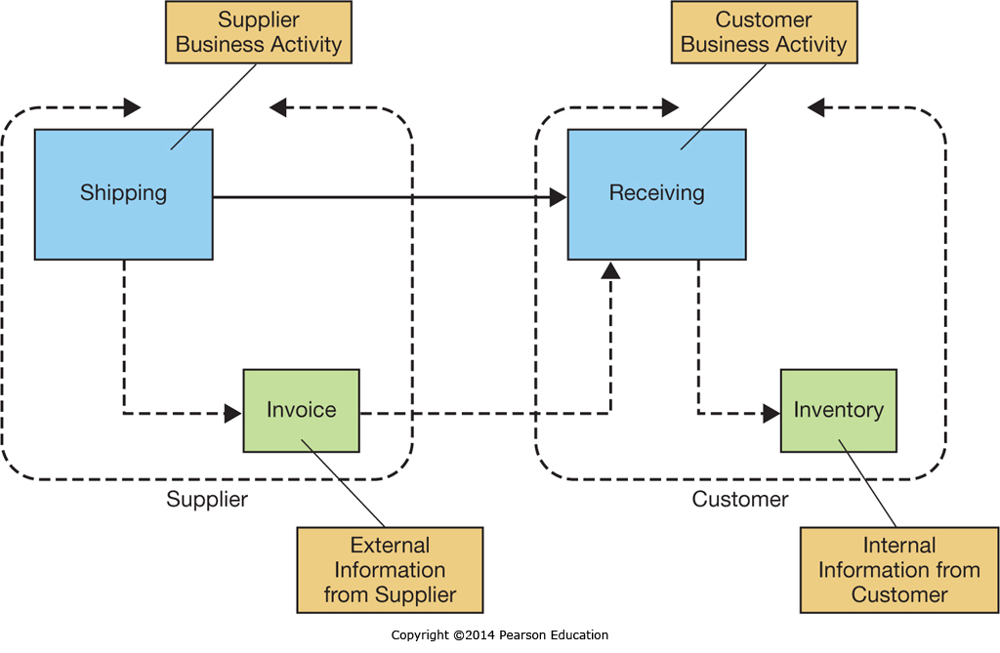 Supplier
Business Activity
Customer
Business Activity
Shipping
Receiving
Invoice
Inventory
Supplier
Customer
External
Information
from Supplier
Internal
Information from
Customer
Copyright ©2014 Pearson Education